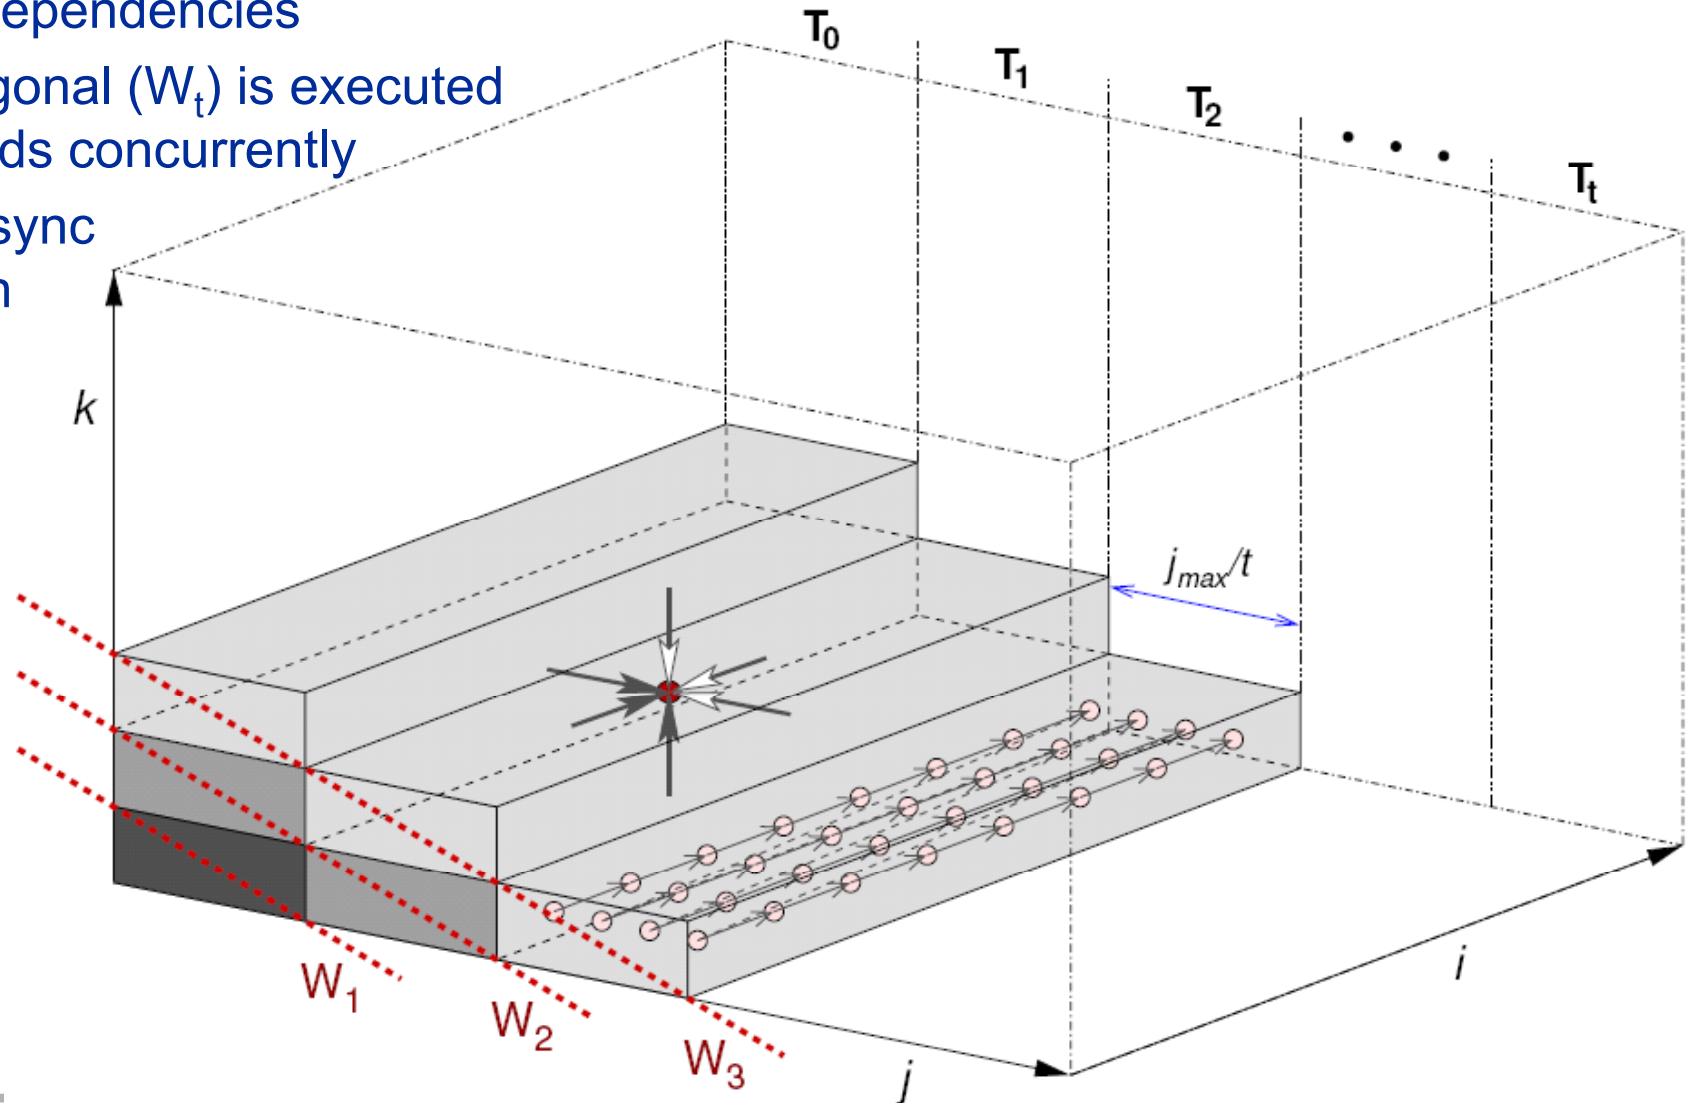 ependencies
gonal (Wt) is executed
ds concurrently
sync
n
T0
T1
T2
Tt
k
jmax/t
i
j
W1
W2
W3